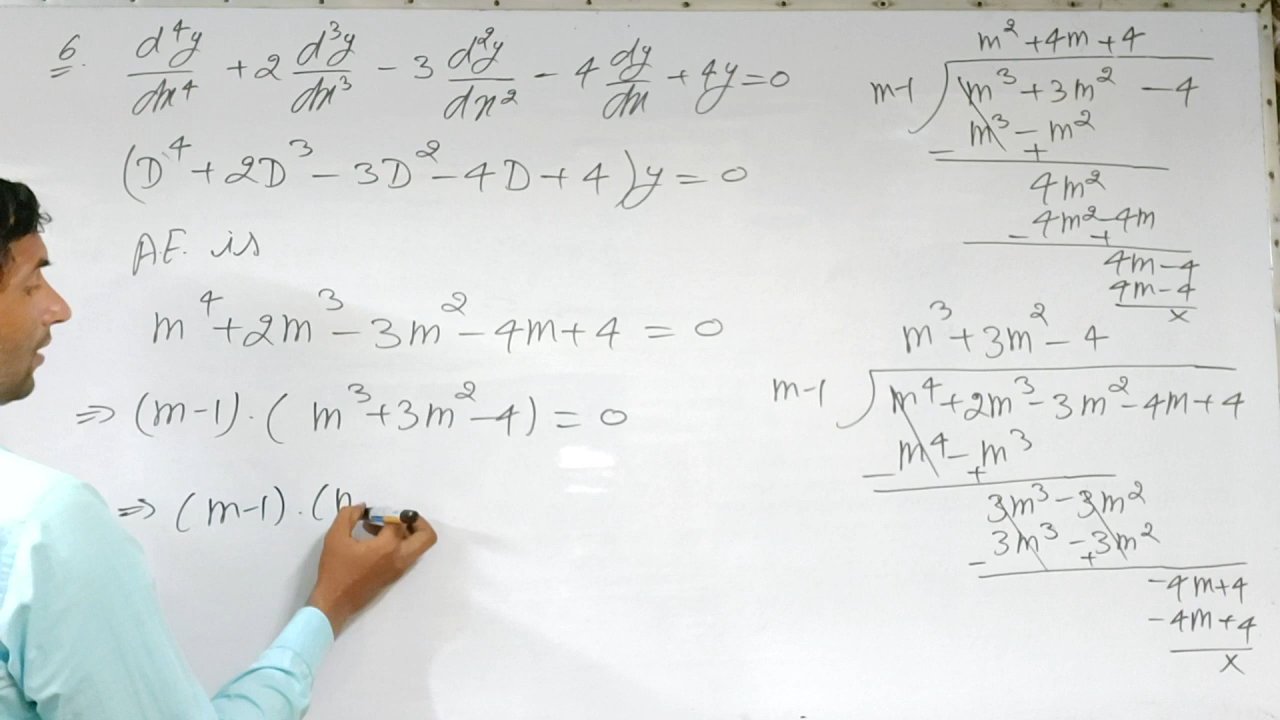 6. d⁴y/dx⁴ + 2 d³y/dx³ - 3 d²y/dx² - 4 dy/dx + 4y = 0
(D⁴ + 2D³ - 3D² - 4D + 4)y = 0
A.E. is
m⁴ + 2m³ - 3m² - 4m + 4 = 0
⇒ (m-1)·(m³ + 3m² - 4) = 0
⇒ (m-1)·(
m² + 4m + 4
m-1 ) m³ + 3m² - 4
m³ - m²
- +
4m²
4m² - 4m
- +
4m - 4
4m - 4
x
m³ + 3m² - 4
m-1 ) m⁴ + 2m³ - 3m² - 4m + 4
m⁴ - m³
- +
3m³ - 3m²
3m³ - 3m²
- +
-4m + 4
-4m + 4
x